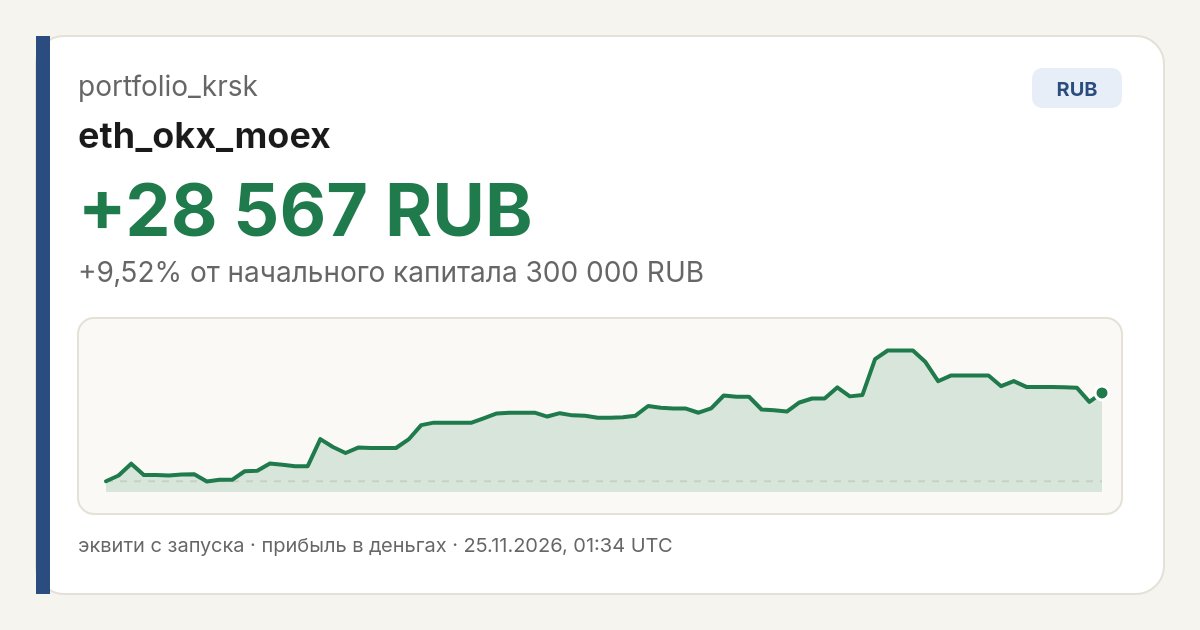 portfolio_krsk
RUB
eth_okx_moex
+28 567 RUB
+9,52% от начального капитала 300 000 RUB
эквити с запуска · прибыль в деньгах · 25.11.2026, 01:34 UTC